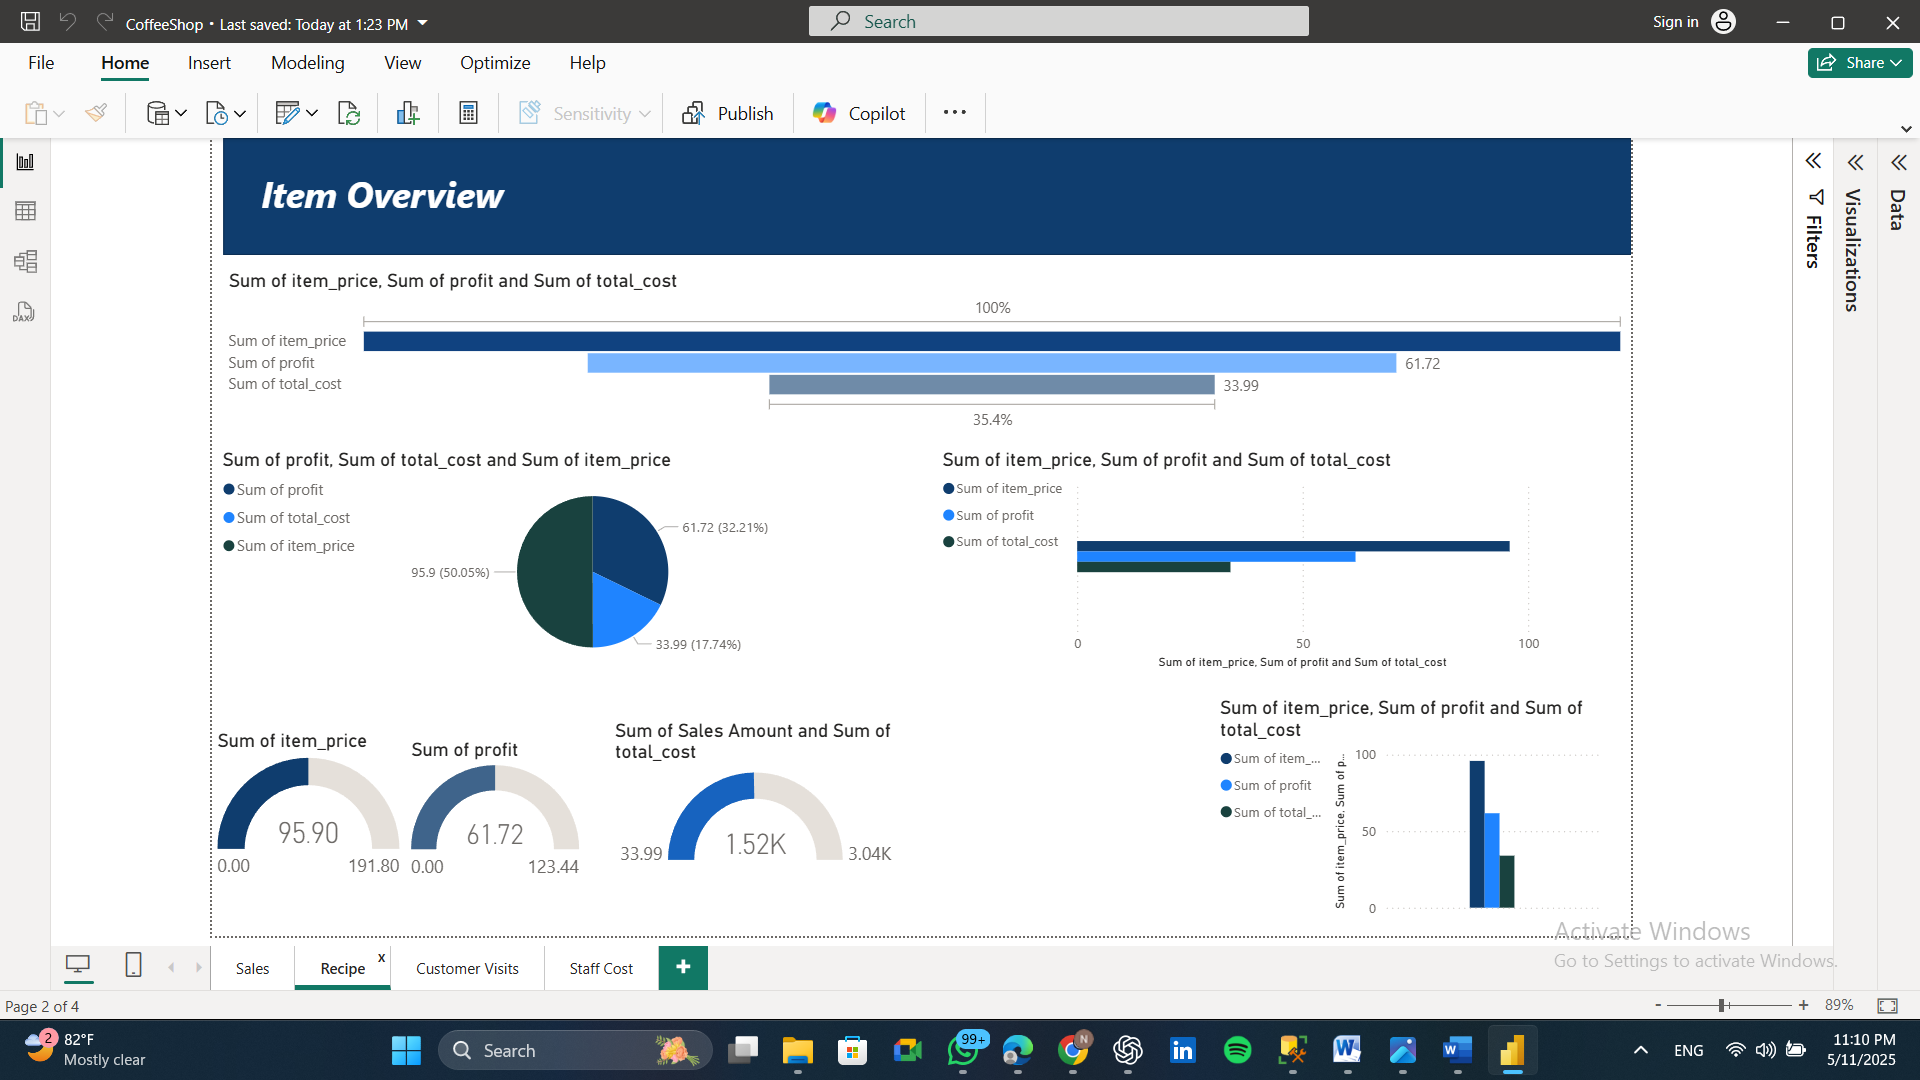 CoffeeShop • Last saved: Today at 1:23 PM
Search
Sign in
File
Home
Insert
Modeling
View
Optimize
Help
Share
Sensitivity
Publish
Copilot
DAX
Item Overview
Sum of item_price, Sum of profit and Sum of total_cost
100%
Sum of item_price
Sum of profit
61.72
Sum of total_cost
33.99
35.4%
Sum of profit, Sum of total_cost and Sum of item_price
Sum of profit
Sum of total_cost
Sum of item_price
61.72 (32.21%)
95.9 (50.05%)
33.99 (17.74%)
Sum of item_price, Sum of profit and Sum of total_cost
Sum of item_price
Sum of profit
Sum of total_cost
0
50
100
Sum of item_price, Sum of profit and Sum of total_cost
Sum of item_price
95.90
0.00
191.80
Sum of profit
61.72
0.00
123.44
Sum of Sales Amount and Sum of
total_cost
1.52K
33.99
3.04K
Sum of item_price, Sum of profit and Sum of
total_cost
Sum of item_...
Sum of profit
Sum of total_...
Sum of item_price, Sum of p...
100
50
0
Filters
Visualizations
Data
Activate Windows
Go to Settings to activate Windows.
Sales
Recipe
x
Customer Visits
Staff Cost
+
Page 2 of 4
- + 89%
2
82°F
Mostly clear
Search
99+
N
ENG
11:10 PM
5/11/2025